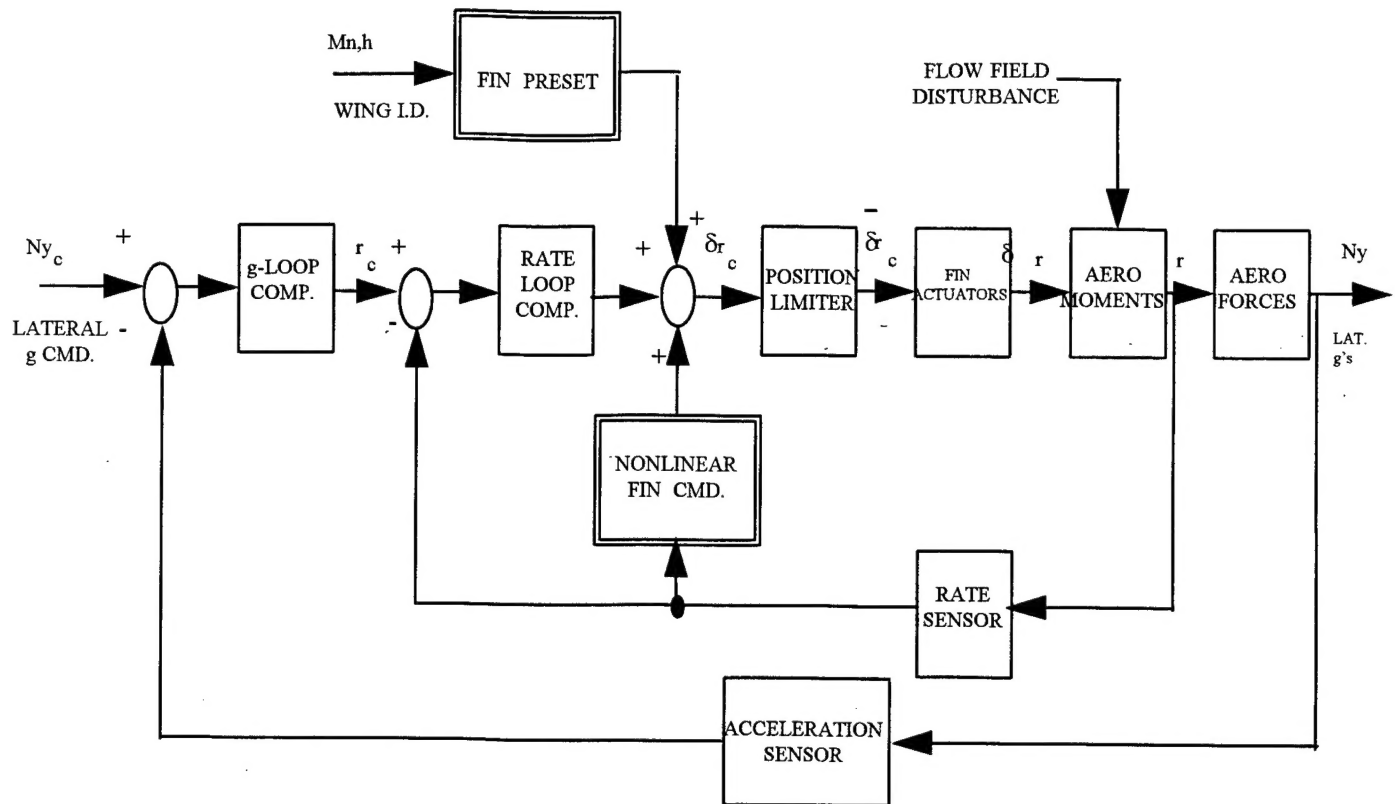 Mn,h
FIN PRESET
WING I.D.
FLOW FIELD
DISTURBANCE
Ny
c
+
LATERAL -
g CMD.
g-LOOP
COMP.
r
c
+
-
RATE
LOOP
COMP.
+
+
+
δr
c
POSITION
LIMITER
-
δr
c
-
FIN
ACTUATORS
δ
r
AERO
MOMENTS
r
AERO
FORCES
Ny
LAT.
g's
NONLINEAR
FIN CMD.
RATE
SENSOR
ACCELERATION
SENSOR